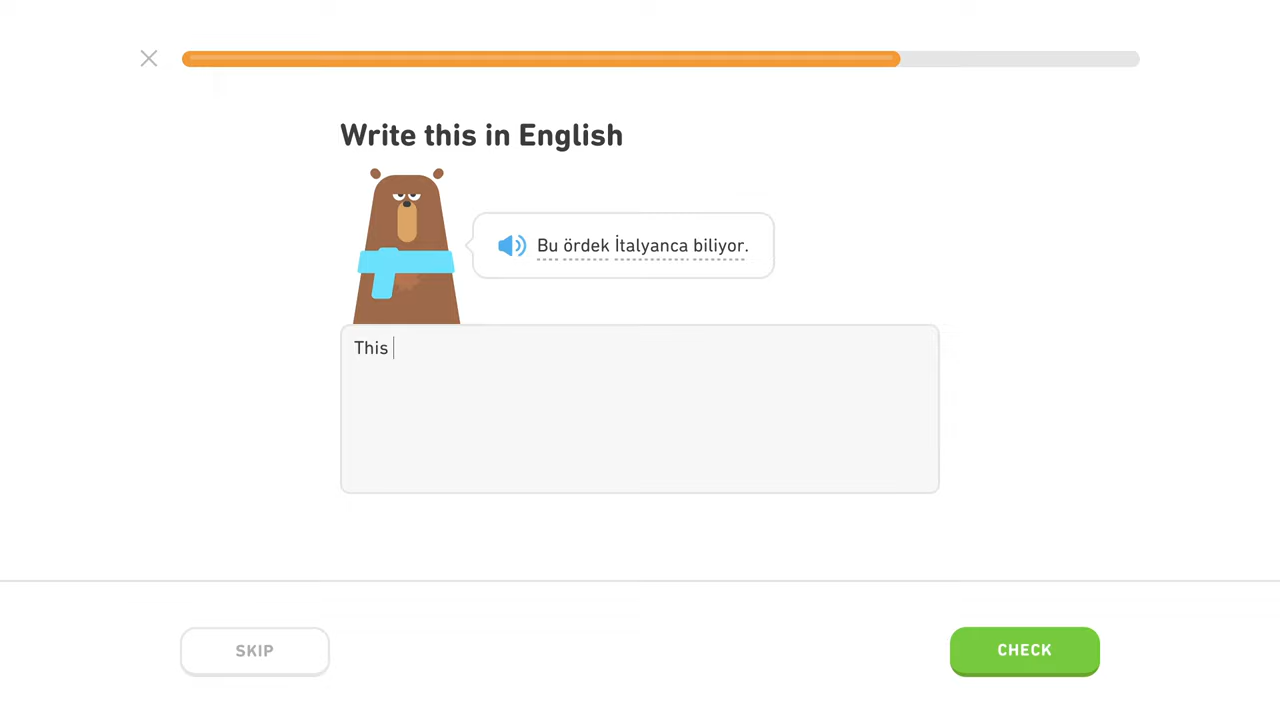 Write this in English
Bu ördek İtalyanca biliyor.
This
SKIP
CHECK